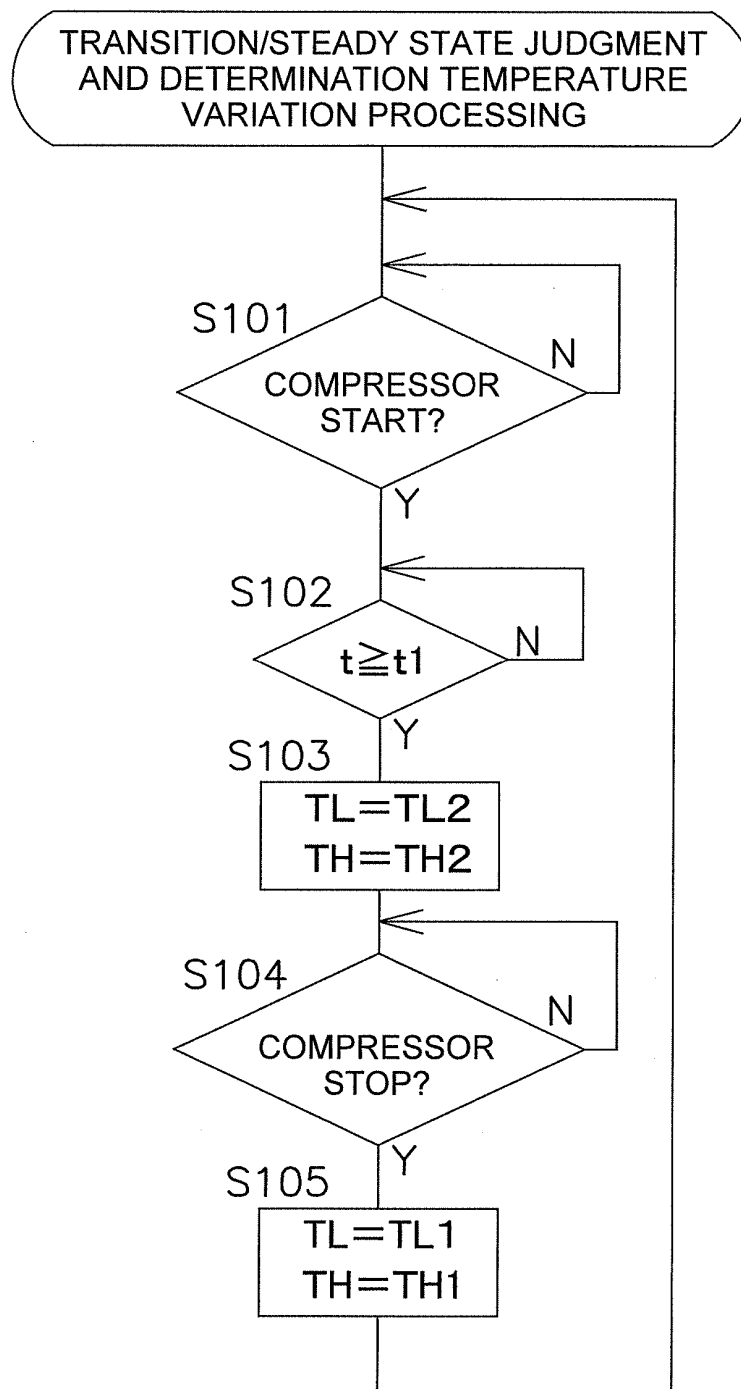 TRANSITION/STEADY STATE JUDGMENT
AND DETERMINATION TEMPERATURE
VARIATION PROCESSING
S101
COMPRESSOR
START?
N
Y
S102
t≧t1
N
Y
S103
TL=TL2
TH=TH2
S104
COMPRESSOR
STOP?
N
Y
S105
TL=TL1
TH=TH1